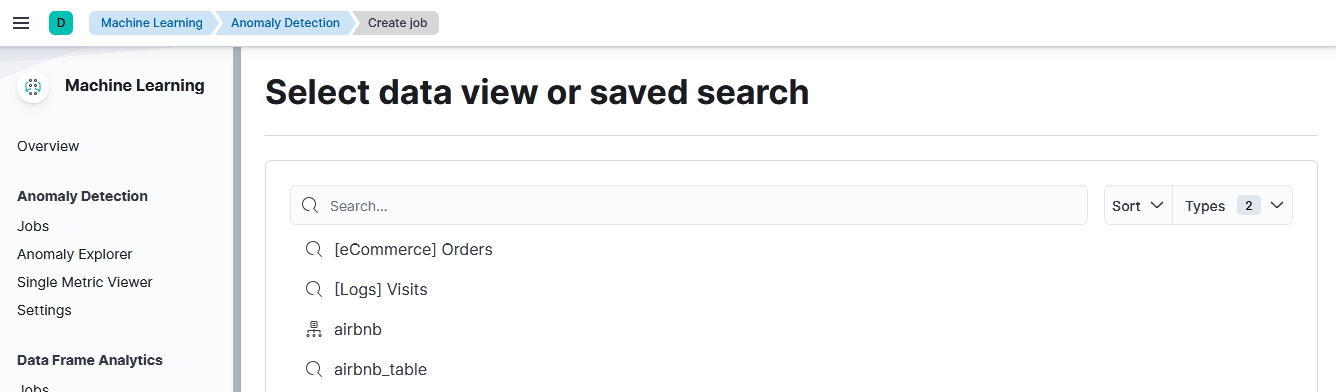 D Machine Learning Anomaly Detection Create job
Machine Learning
Overview
Anomaly Detection
Jobs
Anomaly Explorer
Single Metric Viewer
Settings
Data Frame Analytics
Jobs
Select data view or saved search
Search...
Sort Types 2
[eCommerce] Orders
[Logs] Visits
airbnb
airbnb_table